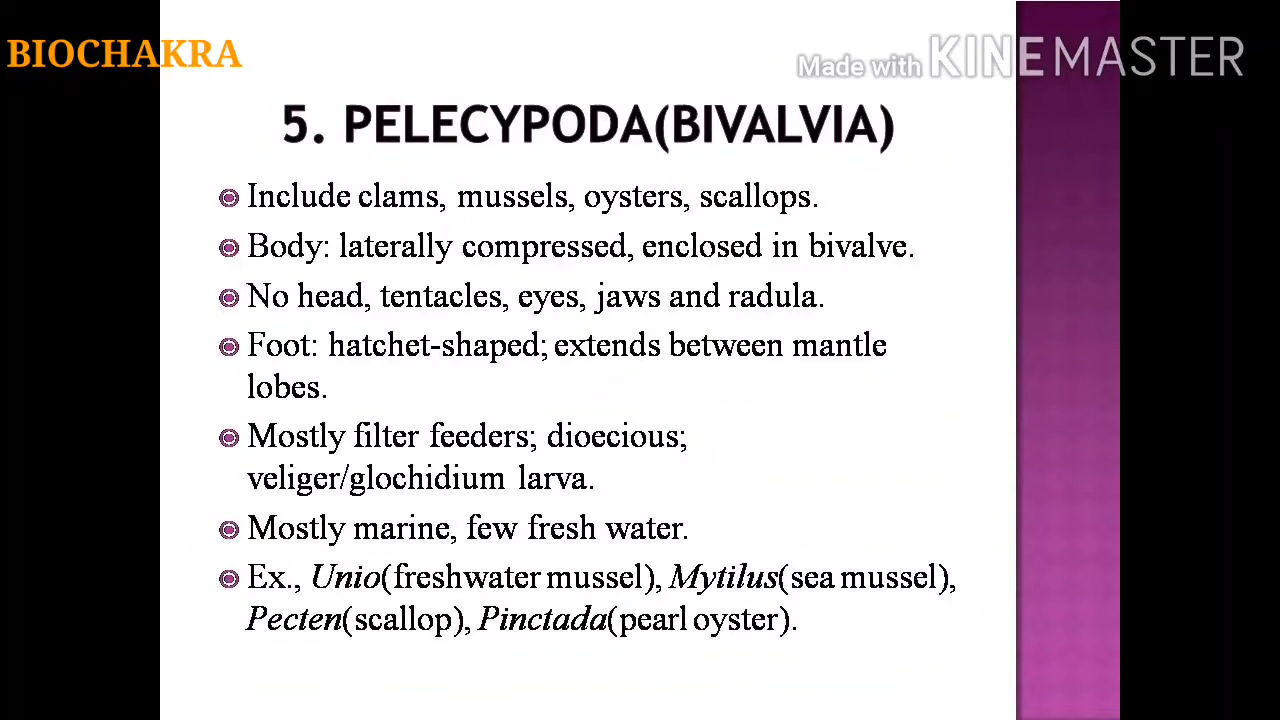 BIOCHAKRA
Made with KINEMASTER
5. PELECYPODA(BIVALVIA)
Include clams, mussels, oysters, scallops.
Body: laterally compressed, enclosed in bivalve.
No head, tentacles, eyes, jaws and radula.
Foot: hatchet-shaped; extends between mantle
lobes.
Mostly filter feeders; dioecious;
veliger/glochidium larva.
Mostly marine, few fresh water.
Ex., Unio(freshwater mussel), Mytilus(sea mussel),
Pecten(scallop), Pinctada(pearl oyster).